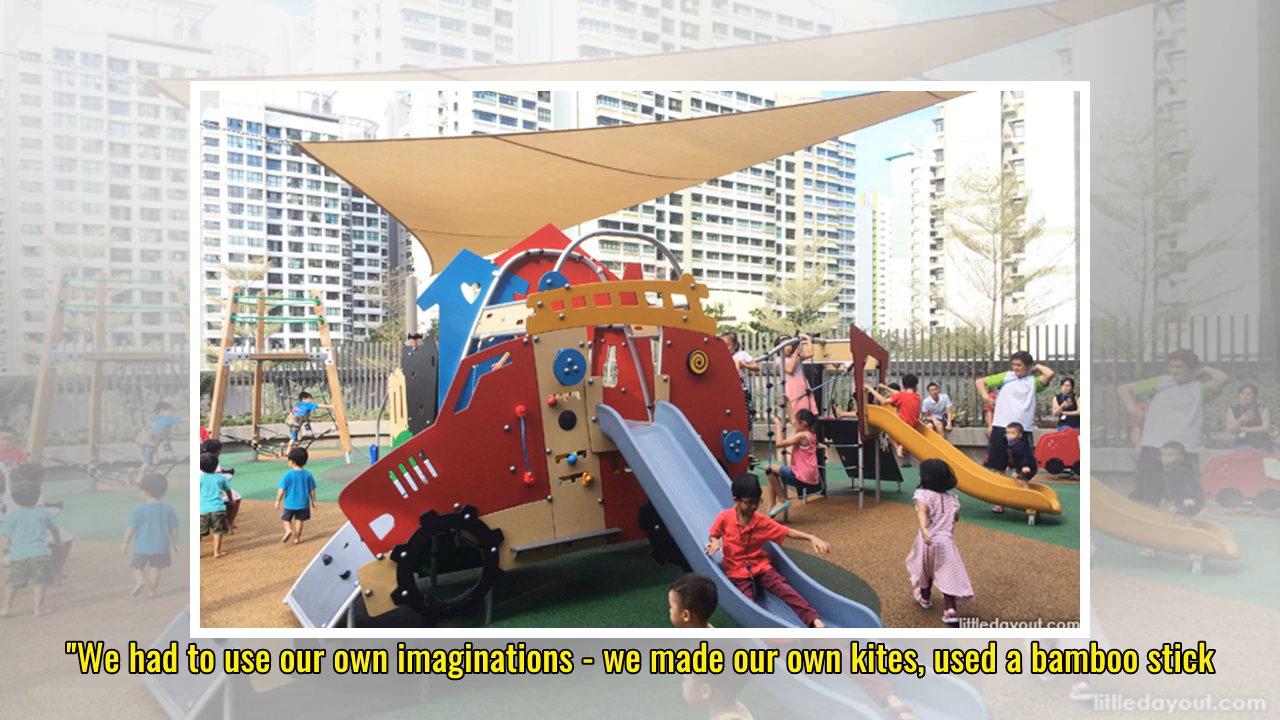 littledayout.com
"We had to use our own imaginations - we made our own kites, used a bamboo stick
littledayout.com